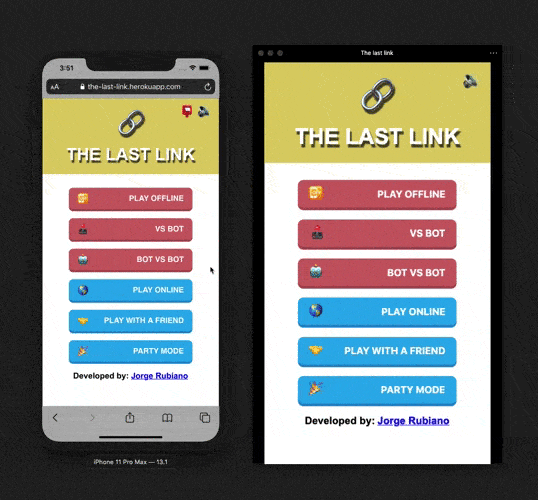 3:51
AA the-last-link.herokuapp.com
THE LAST LINK
PLAY OFFLINE
VS BOT
BOT VS BOT
PLAY ONLINE
PLAY WITH A FRIEND
PARTY MODE
Developed by: Jorge Rubiano
iPhone 11 Pro Max — 13.1
The last link
THE LAST LINK
PLAY OFFLINE
VS BOT
BOT VS BOT
PLAY ONLINE
PLAY WITH A FRIEND
PARTY MODE
Developed by: Jorge Rubiano